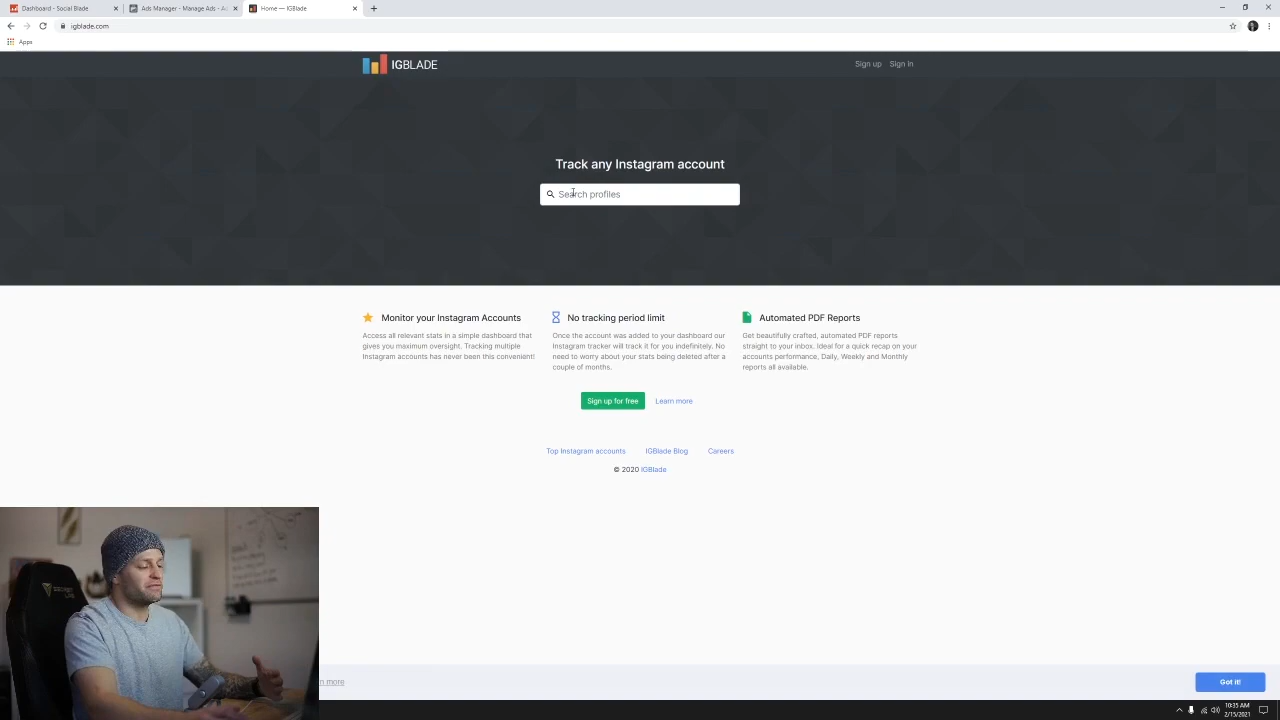 Dashboard - Social Blade
Ads Manager - Manage Ads - Ac
Home — IGBlade
igblade.com
Apps
IGBLADE
Sign up
Sign in
Track any Instagram account
Search profiles
Monitor your Instagram Accounts
Access all relevant stats in a simple dashboard that
gives you maximum oversight. Tracking multiple
Instagram accounts has never been this convenient!
No tracking period limit
Once the account was added to your dashboard our
Instagram tracker will track it for you indefinitely. No
need to worry about your stats being deleted after a
couple of months.
Automated PDF Reports
Get beautifully crafted, automated PDF reports
straight to your inbox. Ideal for a quick recap on your
accounts performance, Daily, Weekly and Monthly
reports all available.
Sign up for free
Learn more
Top Instagram accounts
IGBlade Blog
Careers
© 2020 IGBlade
n more
Got it!
10:35 AM
2/15/2021